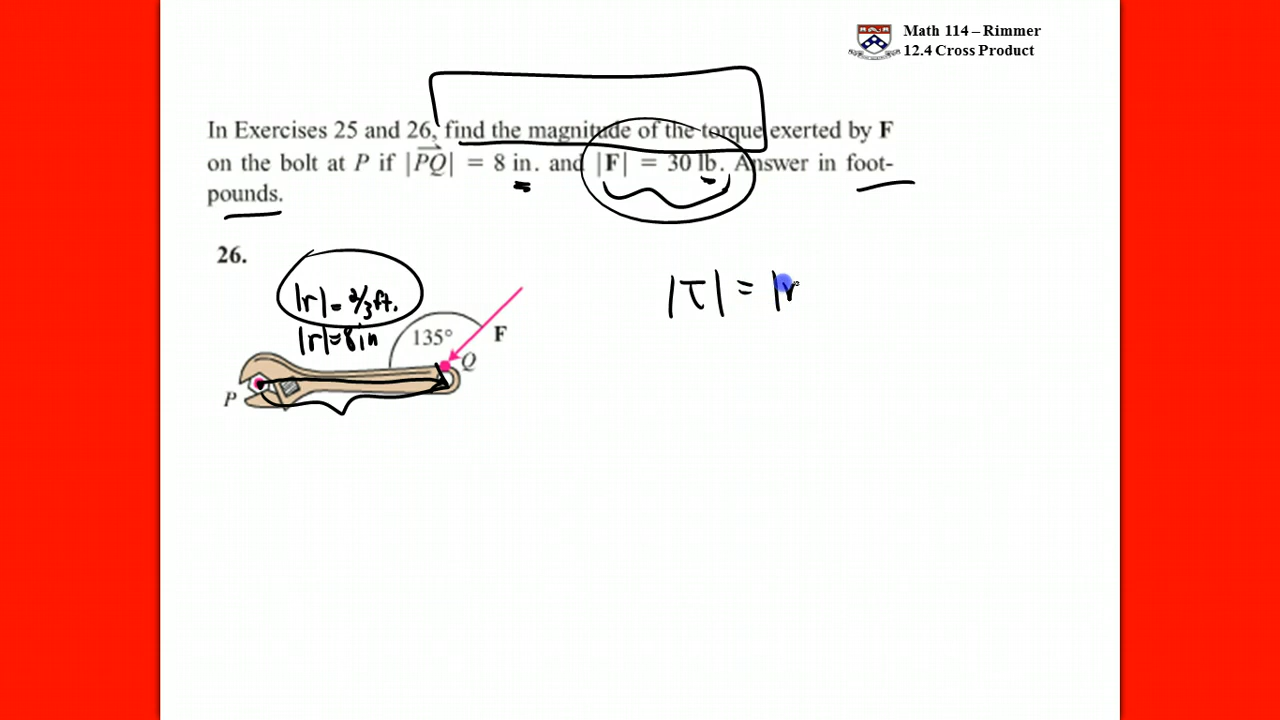 Math 114 – Rimmer
12.4 Cross Product
In Exercises 25 and 26, find the magnitude of the torque exerted by F
on the bolt at P if |PQ| = 8 in. and |F| = 30 lb. Answer in foot-
pounds.
26.
|r| = 2/3 ft.
|r| = 8 in
135°
F
Q
P
|τ| = |r